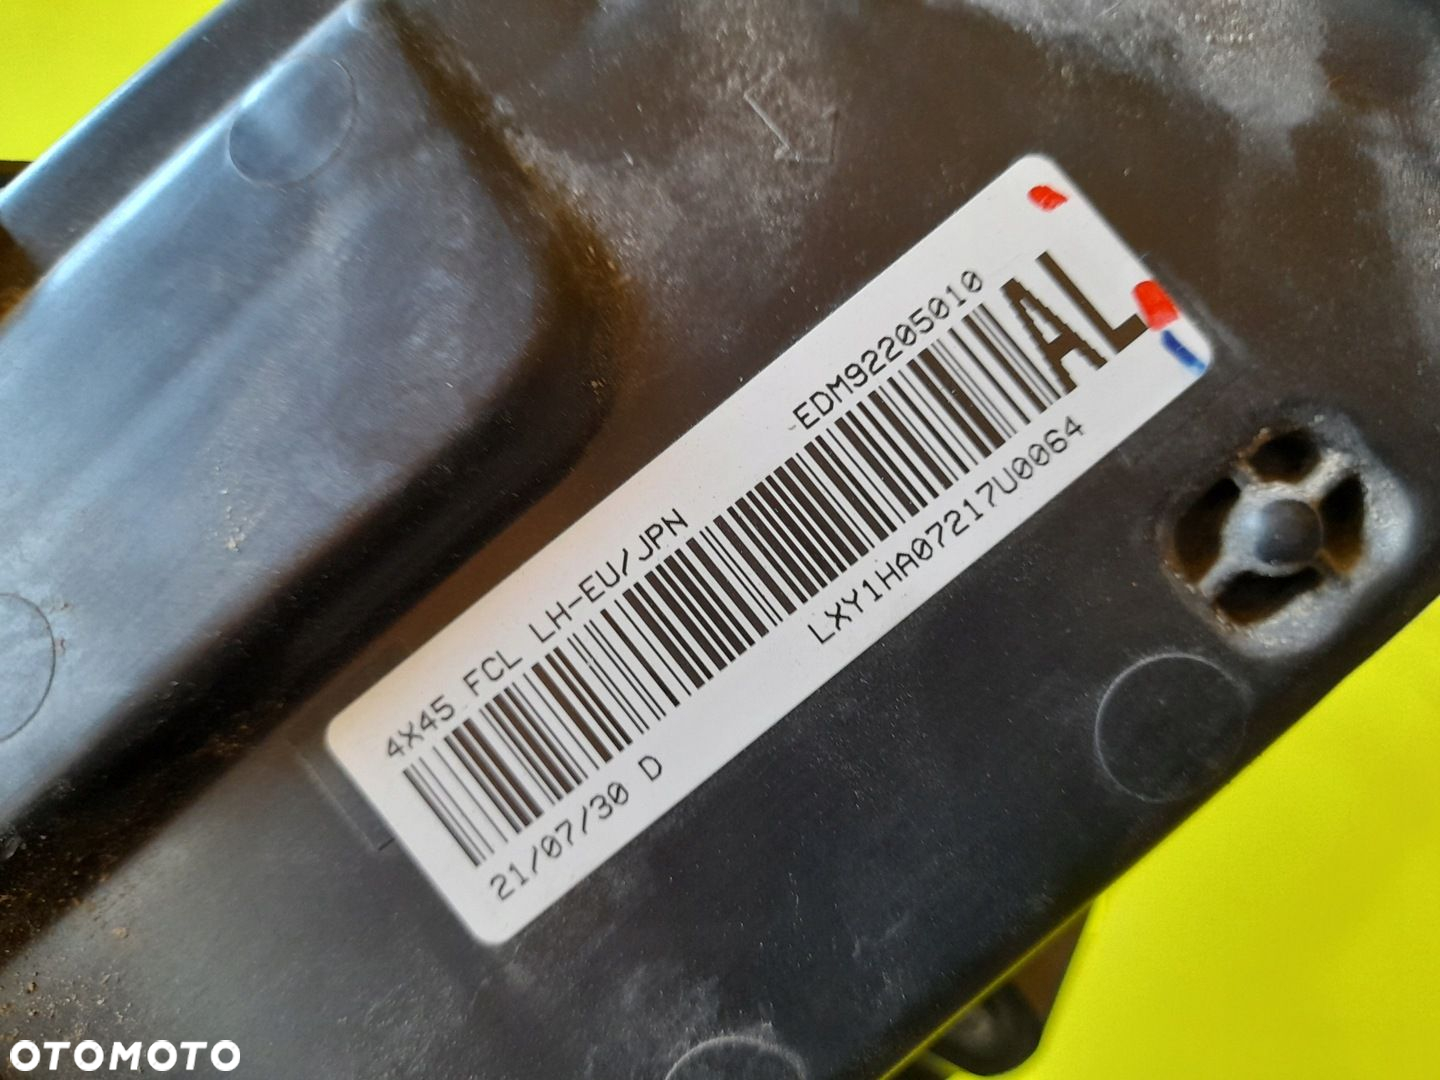 4X45 FCL LH-EU/JPN EDM92205010
AL
21/07/30 D LXY1HA07217U0064
OTOMOTO